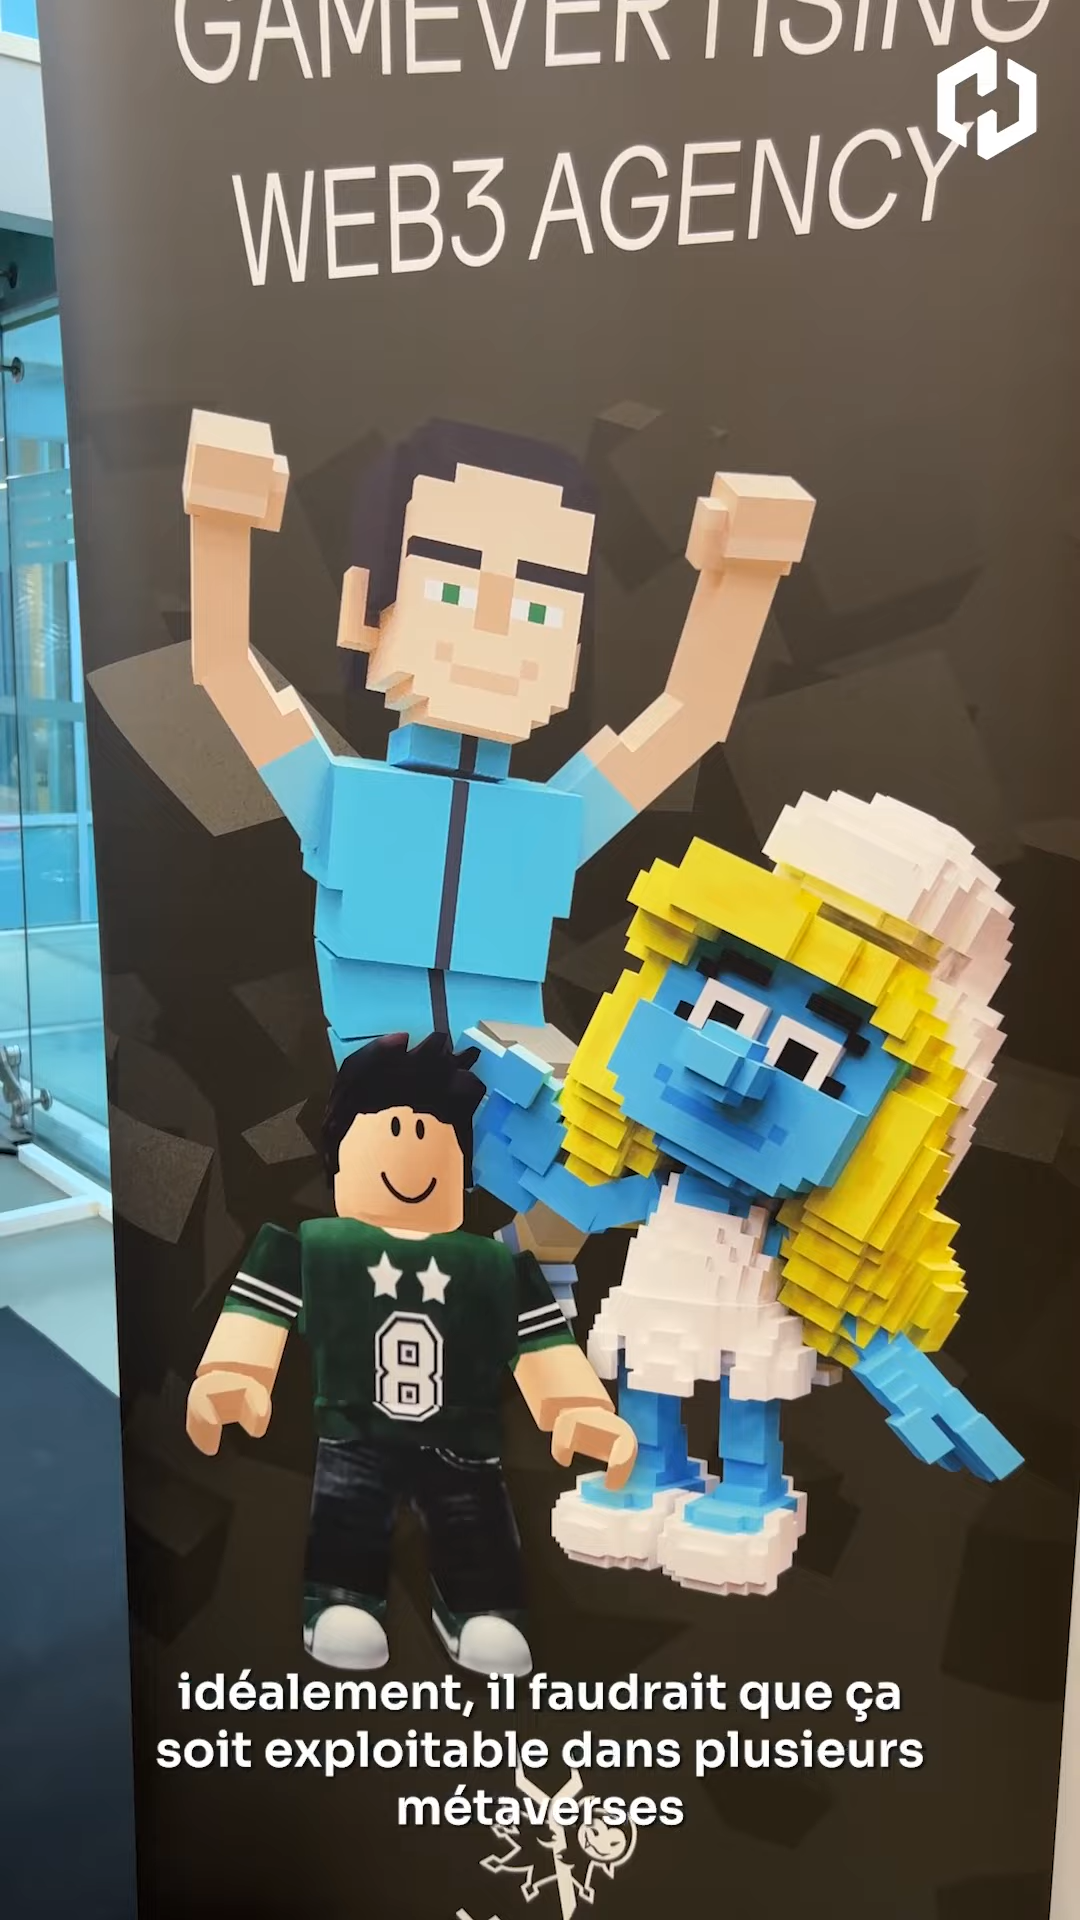 GAMEVERTISING
WEB3 AGENCY
8
idéalement, il faudrait que ça
soit exploitable dans plusieurs
métaverses